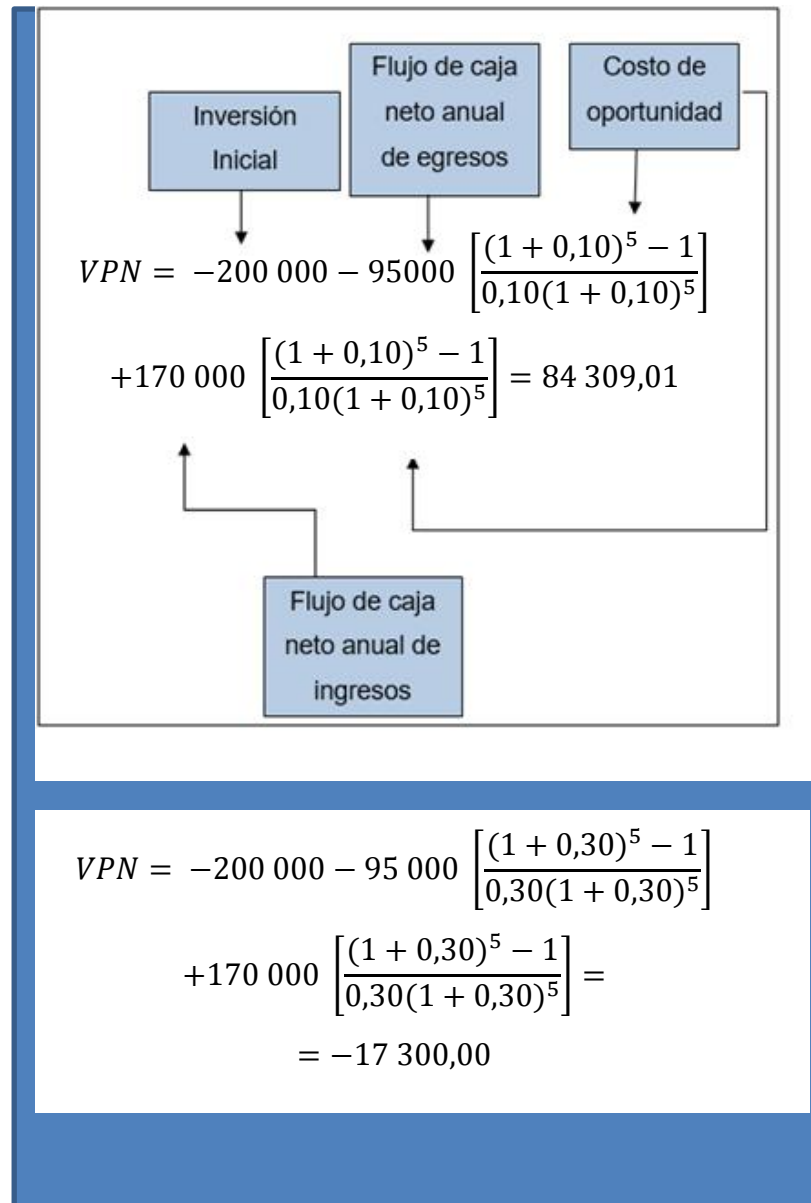 Flujo de caja
neto anual
de egresos
Costo de
oportunidad
Inversión
Inicial
VPN = −200 000 − 95000 [((1 + 0,10)^5 − 1)/(0,10(1 + 0,10)^5)]
+170 000 [((1 + 0,10)^5 − 1)/(0,10(1 + 0,10)^5)] = 84 309,01
Flujo de caja
neto anual de
ingresos
VPN = −200 000 − 95 000 [((1 + 0,30)^5 − 1)/(0,30(1 + 0,30)^5)]
+170 000 [((1 + 0,30)^5 − 1)/(0,30(1 + 0,30)^5)] =
= −17 300,00